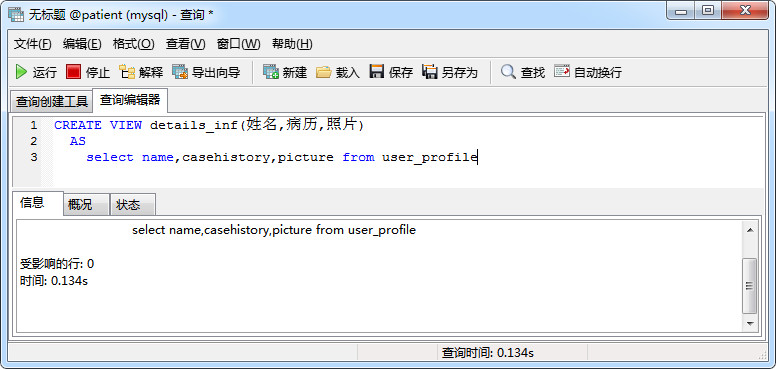 无标题 @patient (mysql) - 查询 *
文件(F) 编辑(E) 格式(O) 查看(V) 窗口(W) 帮助(H)
运行 停止 解释 导出向导 新建 载入 保存 另存为 查找 自动换行
查询创建工具 查询编辑器
1 CREATE VIEW details_inf(姓名,病历,照片)
2 AS
3 select name,casehistory,picture from user_profile
信息 概况 状态
select name,casehistory,picture from user_profile
受影响的行: 0
时间: 0.134s
查询时间: 0.134s